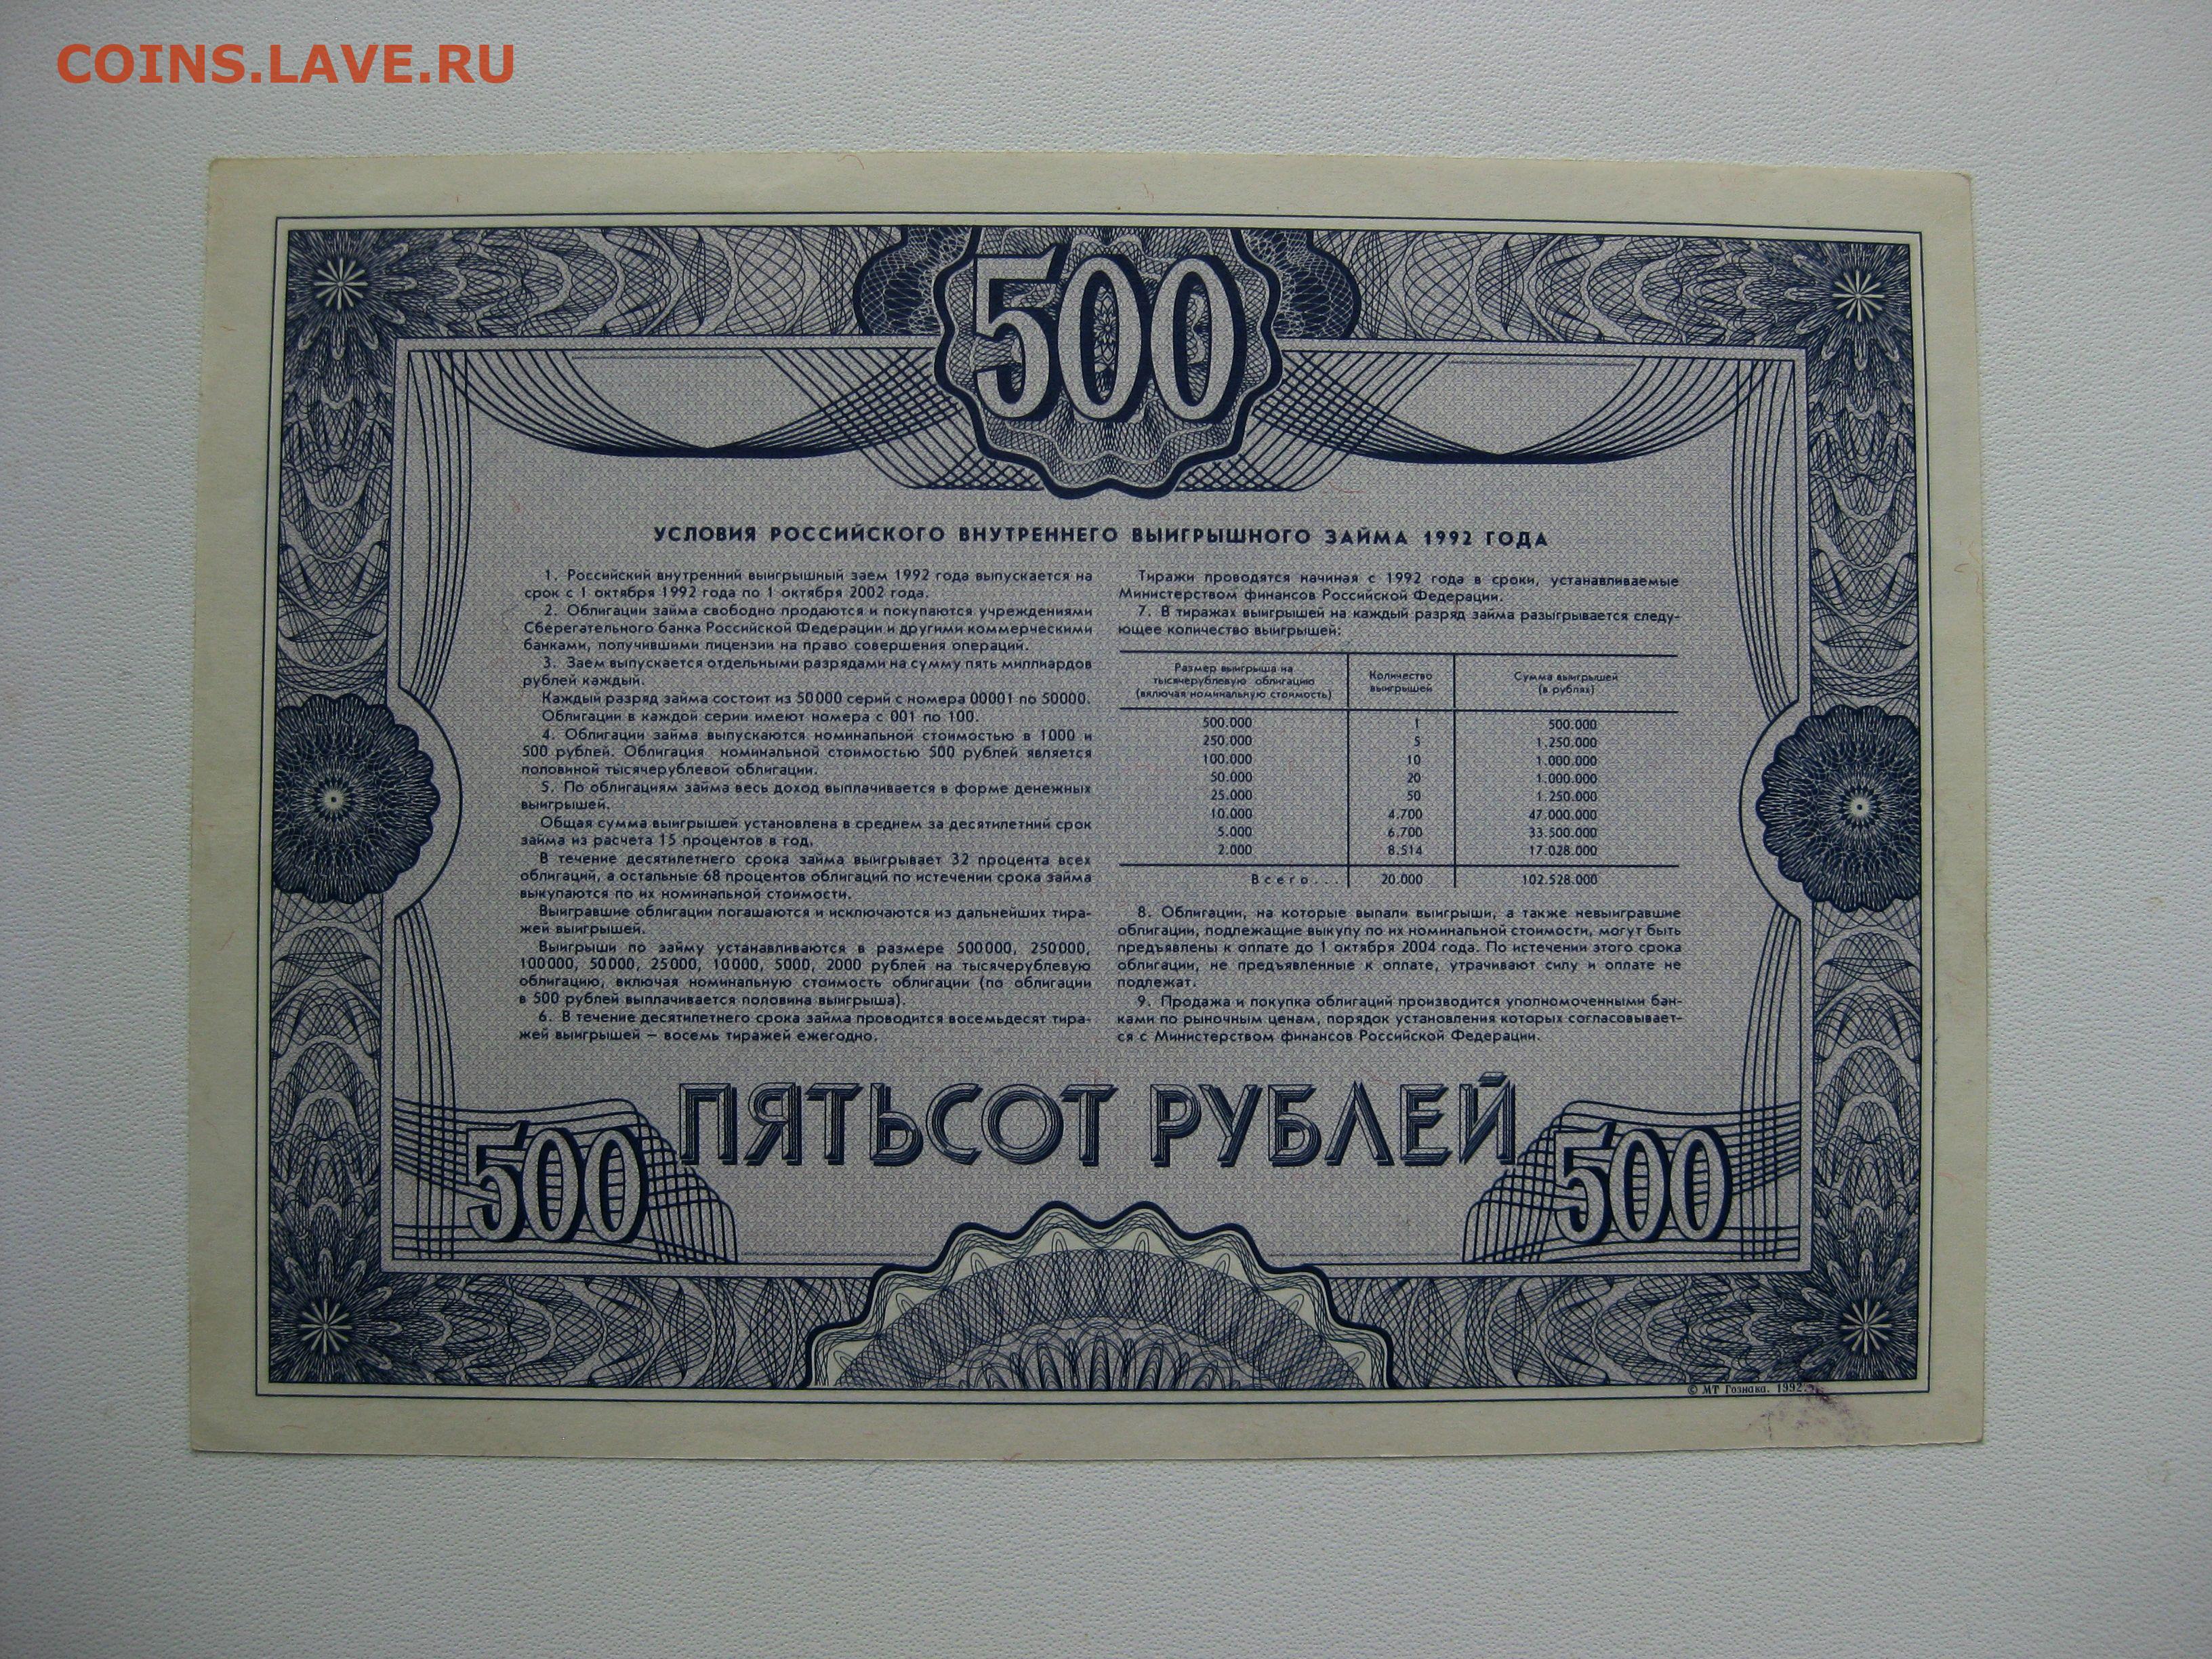 COINS.LAVE.RU
500
УСЛОВИЯ РОССИЙСКОГО ВНУТРЕННЕГО ВЫИГРЫШНОГО ЗАЙМА 1992 ГОДА
1. Российский внутренний выигрышный заем 1992 года выпускается на
срок с 1 октября 1992 года по 1 октября 2002 года.
2. Облигации займа свободно продаются и покупаются учреждениями
Сберегательного банка Российской Федерации и другими коммерческими
банками, получившими лицензии на право совершения операций.
3. Заем выпускается отдельными разрядами на сумму пять миллиардов
рублей каждый.
Каждый разряд займа состоит из 50000 серий с номера 00001 по 50000.
Облигации в каждой серии имеют номера с 001 по 100.
4. Облигации займа выпускаются номинальной стоимостью в 1000 и
500 рублей. Облигация номинальной стоимостью 500 рублей является
половиной тысячерублевой облигации.
5. По облигациям займа весь доход выплачивается в форме денежных
выигрышей.
Общая сумма выигрышей установлена в среднем за десятилетний срок
займа из расчета 15 процентов в год.
В течение десятилетнего срока займа выигрывает 32 процента всех
облигаций, а остальные 68 процентов облигаций по истечении срока займа
выкупаются по их номинальной стоимости.
Выигравшие облигации погашаются и исключаются из дальнейших тира-
жей выигрышей.
Выигрыши по займу устанавливаются в размере 500000, 250000,
100000, 50000, 25000, 10000, 5000, 2000 рублей на тысячерублевую
облигацию, включая номинальную стоимость облигации (по облигации
в 500 рублей выплачивается половина выигрыша).
6. В течение десятилетнего срока займа проводится восемьдесят тира-
жей выигрышей — восемь тиражей ежегодно.
Тиражи проводятся начиная с 1992 года в сроки, устанавливаемые
Министерством финансов Российской Федерации.
7. В тиражах выигрышей на каждый разряд займа разыгрывается следу-
ющее количество выигрышей:
Размер выигрыша на тысячерублевую облигацию (включая номинальную стоимость) Количество выигрышей Сумма выигрышей (в рублях)
500.000 1 500.000
250.000 5 1.250.000
100.000 10 1.000.000
50.000 20 1.000.000
25.000 50 1.250.000
10.000 4.700 47.000.000
5.000 6.700 33.500.000
2.000 8.514 17.028.000
Всего... 20.000 102.528.000
8. Облигации, на которые выпали выигрыши, а также невыигравшие
облигации, подлежащие выкупу по их номинальной стоимости, могут быть
предъявлены к оплате до 1 октября 2004 года. По истечении этого срока
облигации, не предъявленные к оплате, утрачивают силу и оплате не
подлежат.
9. Продажа и покупка облигаций производится уполномоченными бан-
ками по рыночным ценам, порядок установления которых согласовывает-
ся с Министерством финансов Российской Федерации.
ПЯТЬСОТ РУБЛЕЙ
500 500
© МТ Гознака. 1992.